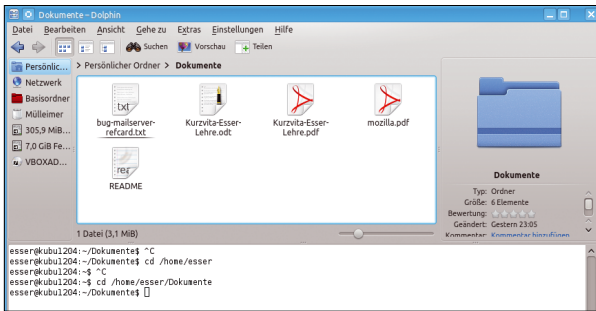 Dokumente – Dolphin
Datei Bearbeiten Ansicht Gehe zu Extras Einstellungen Hilfe
Suchen Vorschau Teilen
Persönlic...
Netzwerk
Basisordner
Mülleimer
305,9 MiB...
7,0 GiB Fe...
VBOXAD...
> Persönlicher Ordner > Dokumente
txt
bug-mailserver-
refcard.txt
Kurzvita-Esser-
Lehre.odt
Kurzvita-Esser-
Lehre.pdf
mozilla.pdf
README
1 Datei (3,1 MiB)
Dokumente
Typ: Ordner
Größe: 6 Elemente
Bewertung:
Geändert: Gestern 23:05
Kommentar: Kommentar hinzufügen
esser@kubu1204:~/Dokumente$ ^C
esser@kubu1204:~/Dokumente$ cd /home/esser
esser@kubu1204:~$ ^C
esser@kubu1204:~$ cd /home/esser/Dokumente
esser@kubu1204:~/Dokumente$